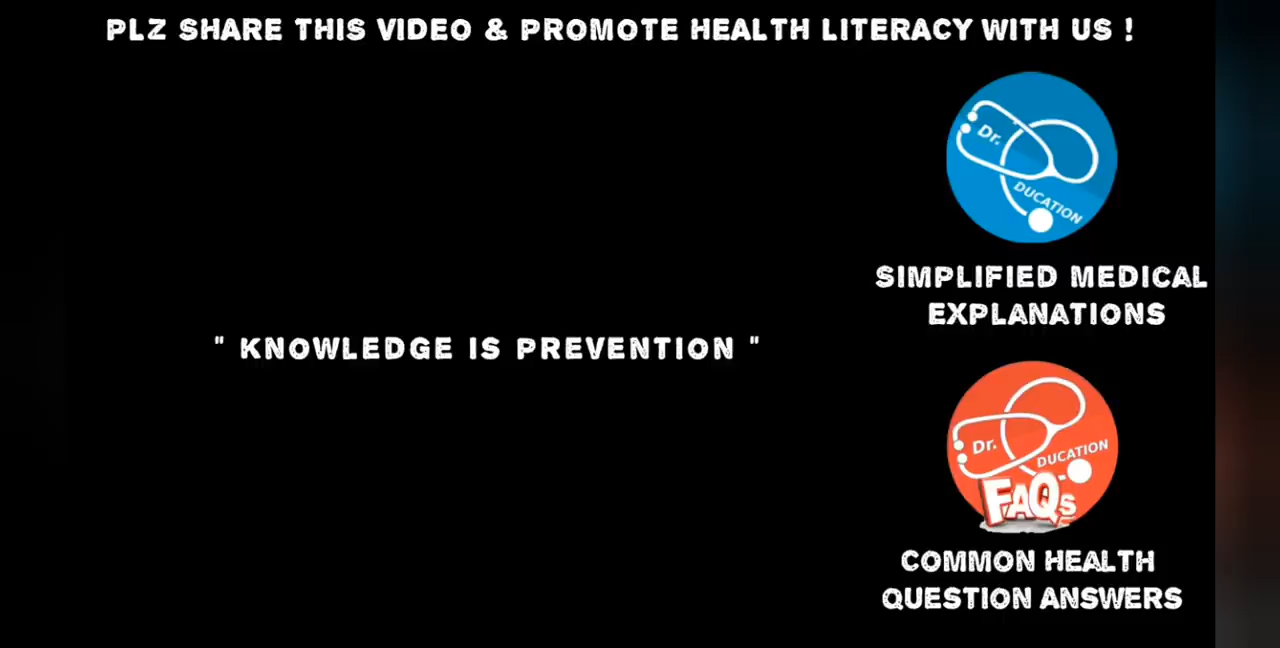 PLZ SHARE THIS VIDEO & PROMOTE HEALTH LITERACY WITH US !
Dr.
DUCATION
SIMPLIFIED MEDICAL
EXPLANATIONS
" KNOWLEDGE IS PREVENTION "
Dr.
DUCATION
FAQs
COMMON HEALTH
QUESTION ANSWERS